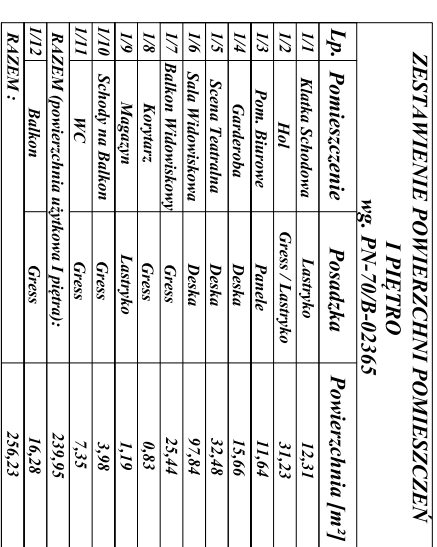 ZESTAWIENIE POWIERZCHNI POMIESZCZEŃ
I PIĘTRO
wg. PN-70/B-02365
Lp. Pomieszczenie Posadzka Powierzchnia [m²]
1/1 Klatka Schodowa Lastryko 12,31
1/2 Hol Gress / Lastryko 31,23
1/3 Pom. Biurowe Panele 11,64
1/4 Garderoba Deska 15,66
1/5 Scena Teatralna Deska 32,48
1/6 Sala Widowiskowa Deska 97,84
1/7 Balkon Widowiskowy Gress 25,44
1/8 Korytarz Gress 0,83
1/9 Magazyn Lastryko 1,19
1/10 Schody na Balkon Gress 3,98
1/11 WC Gress 7,35
RAZEM (powierzchnia użytkowa I piętra): 239,95
1/12 Balkon Gress 16,28
RAZEM : 256,23